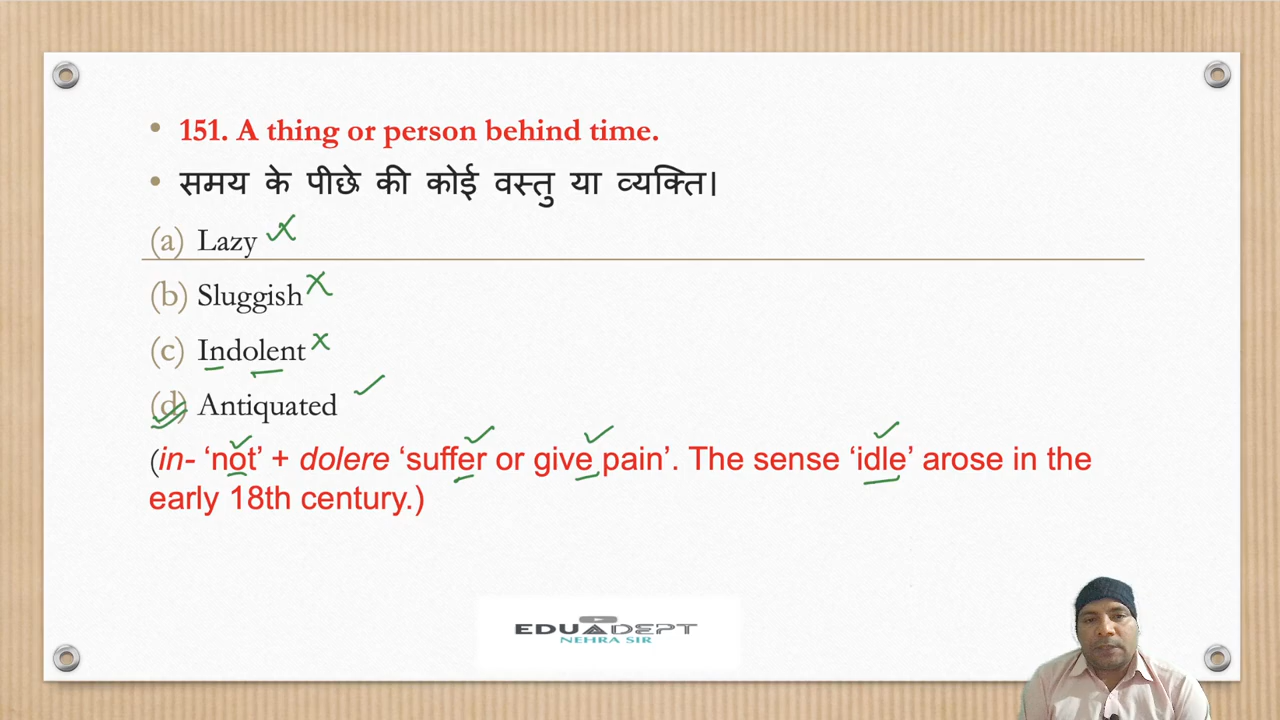 151. A thing or person behind time.
समय के पीछे की कोई वस्तु या व्यक्ति।
(a) Lazy
(b) Sluggish
(c) Indolent
(d) Antiquated
(in- ‘not’ + dolere ‘suffer or give pain’. The sense ‘idle’ arose in the
early 18th century.)
EDUADEPT
NEHRA SIR